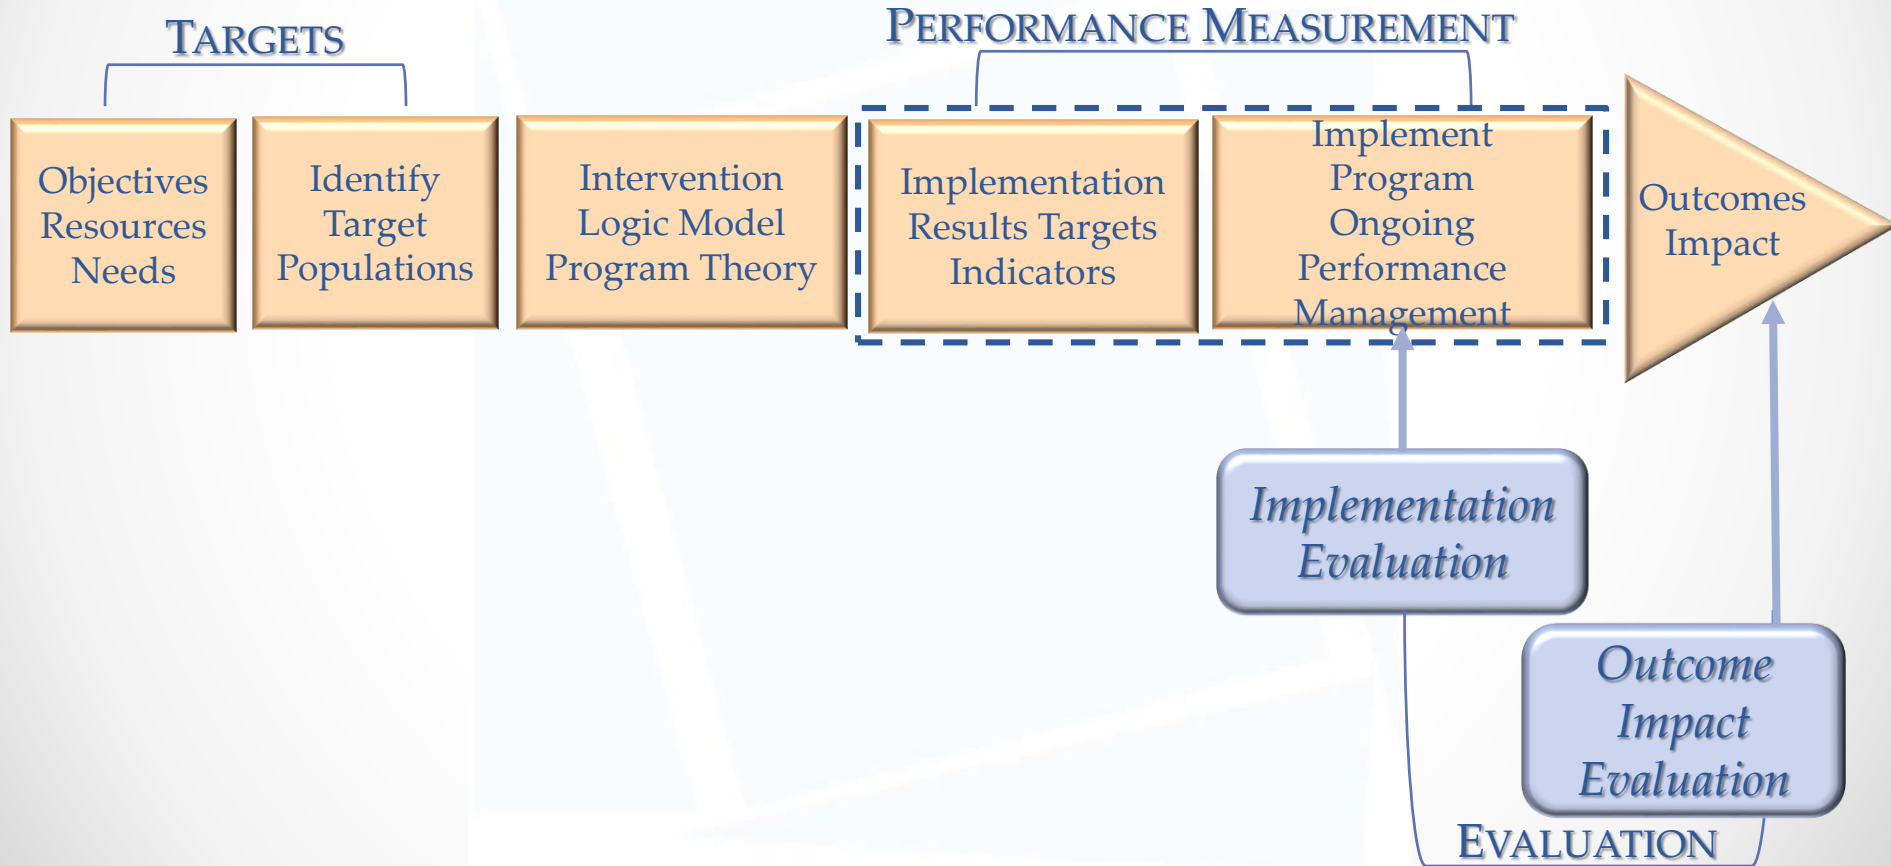 TARGETS
PERFORMANCE MEASUREMENT
Objectives
Resources
Needs
Identify
Target
Populations
Intervention
Logic Model
Program Theory
Implementation
Results Targets
Indicators
Implement
Program
Ongoing
Performance
Management
Outcomes
Impact
Implementation
Evaluation
Outcome
Impact
Evaluation
EVALUATION